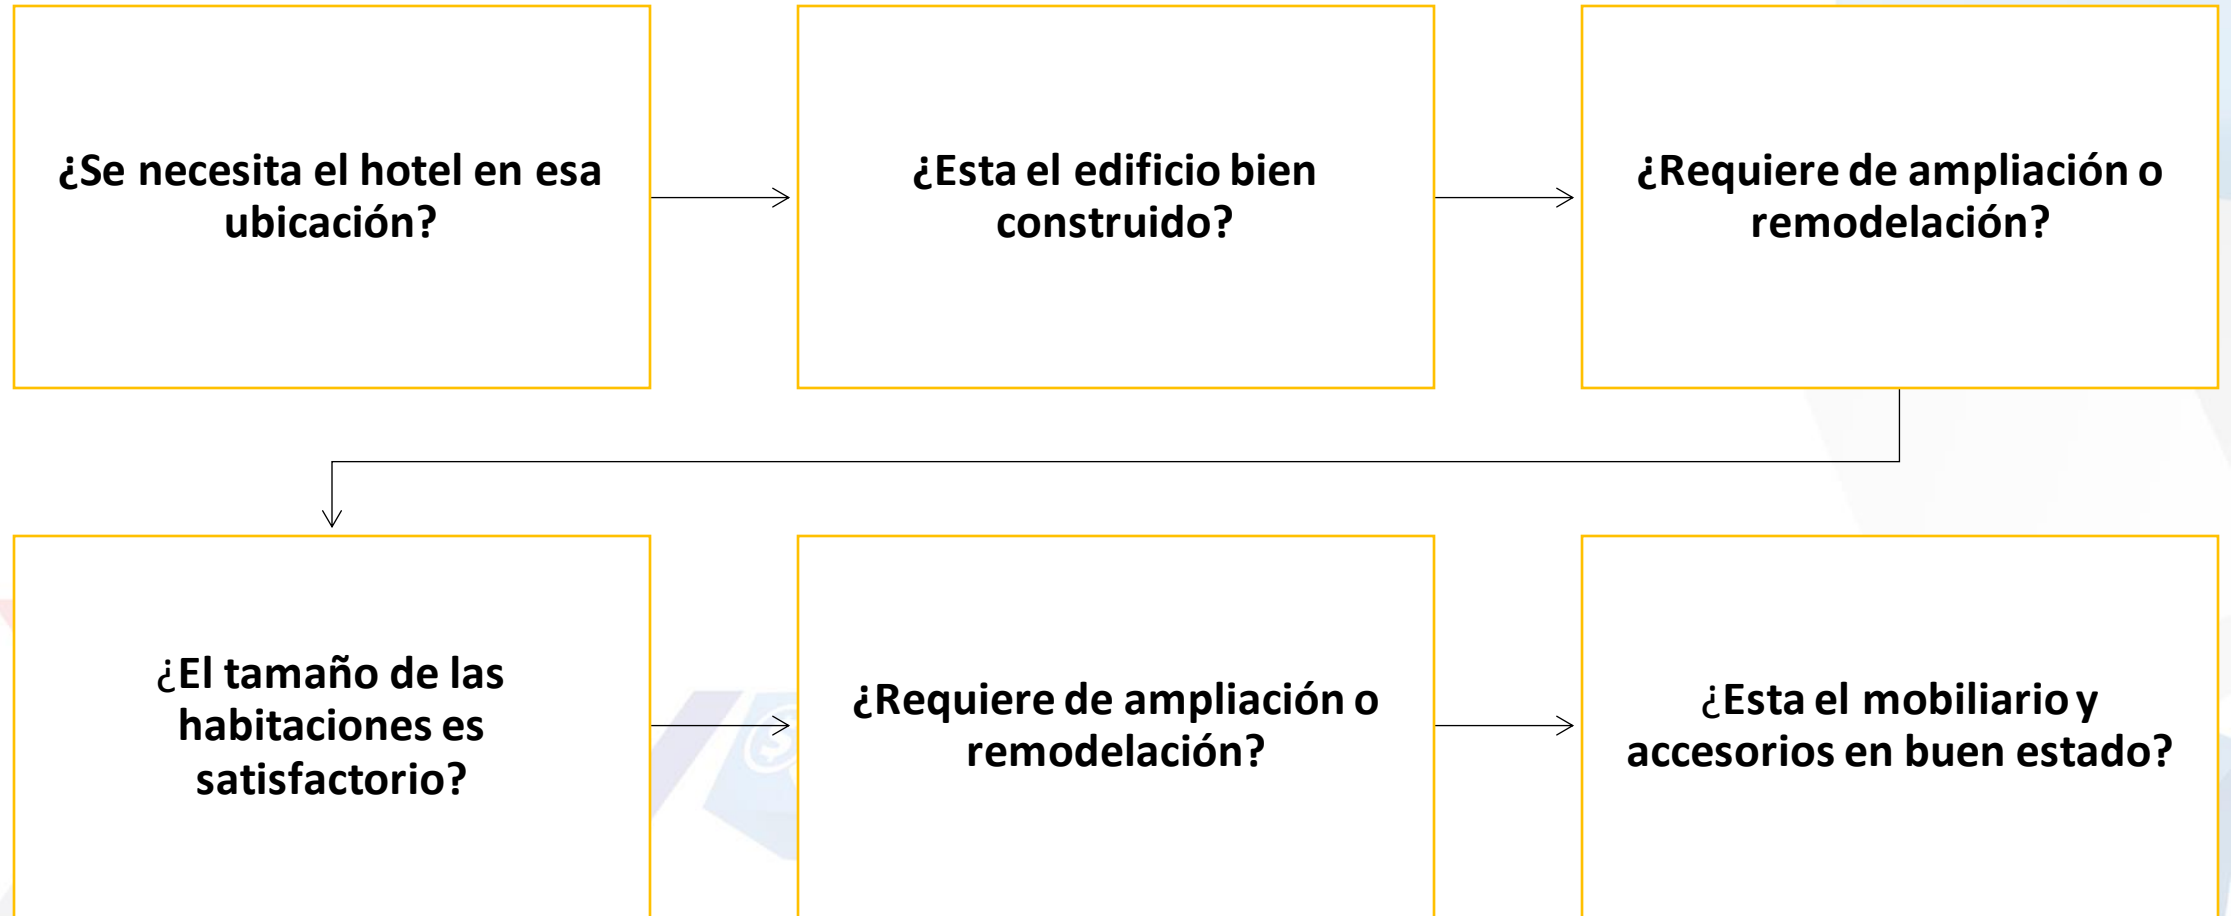 ¿Se necesita el hotel en esa
ubicación?
¿Esta el edificio bien
construido?
¿Requiere de ampliación o
remodelación?
¿El tamaño de las
habitaciones es
satisfactorio?
¿Requiere de ampliación o
remodelación?
¿Esta el mobiliario y
accesorios en buen estado?